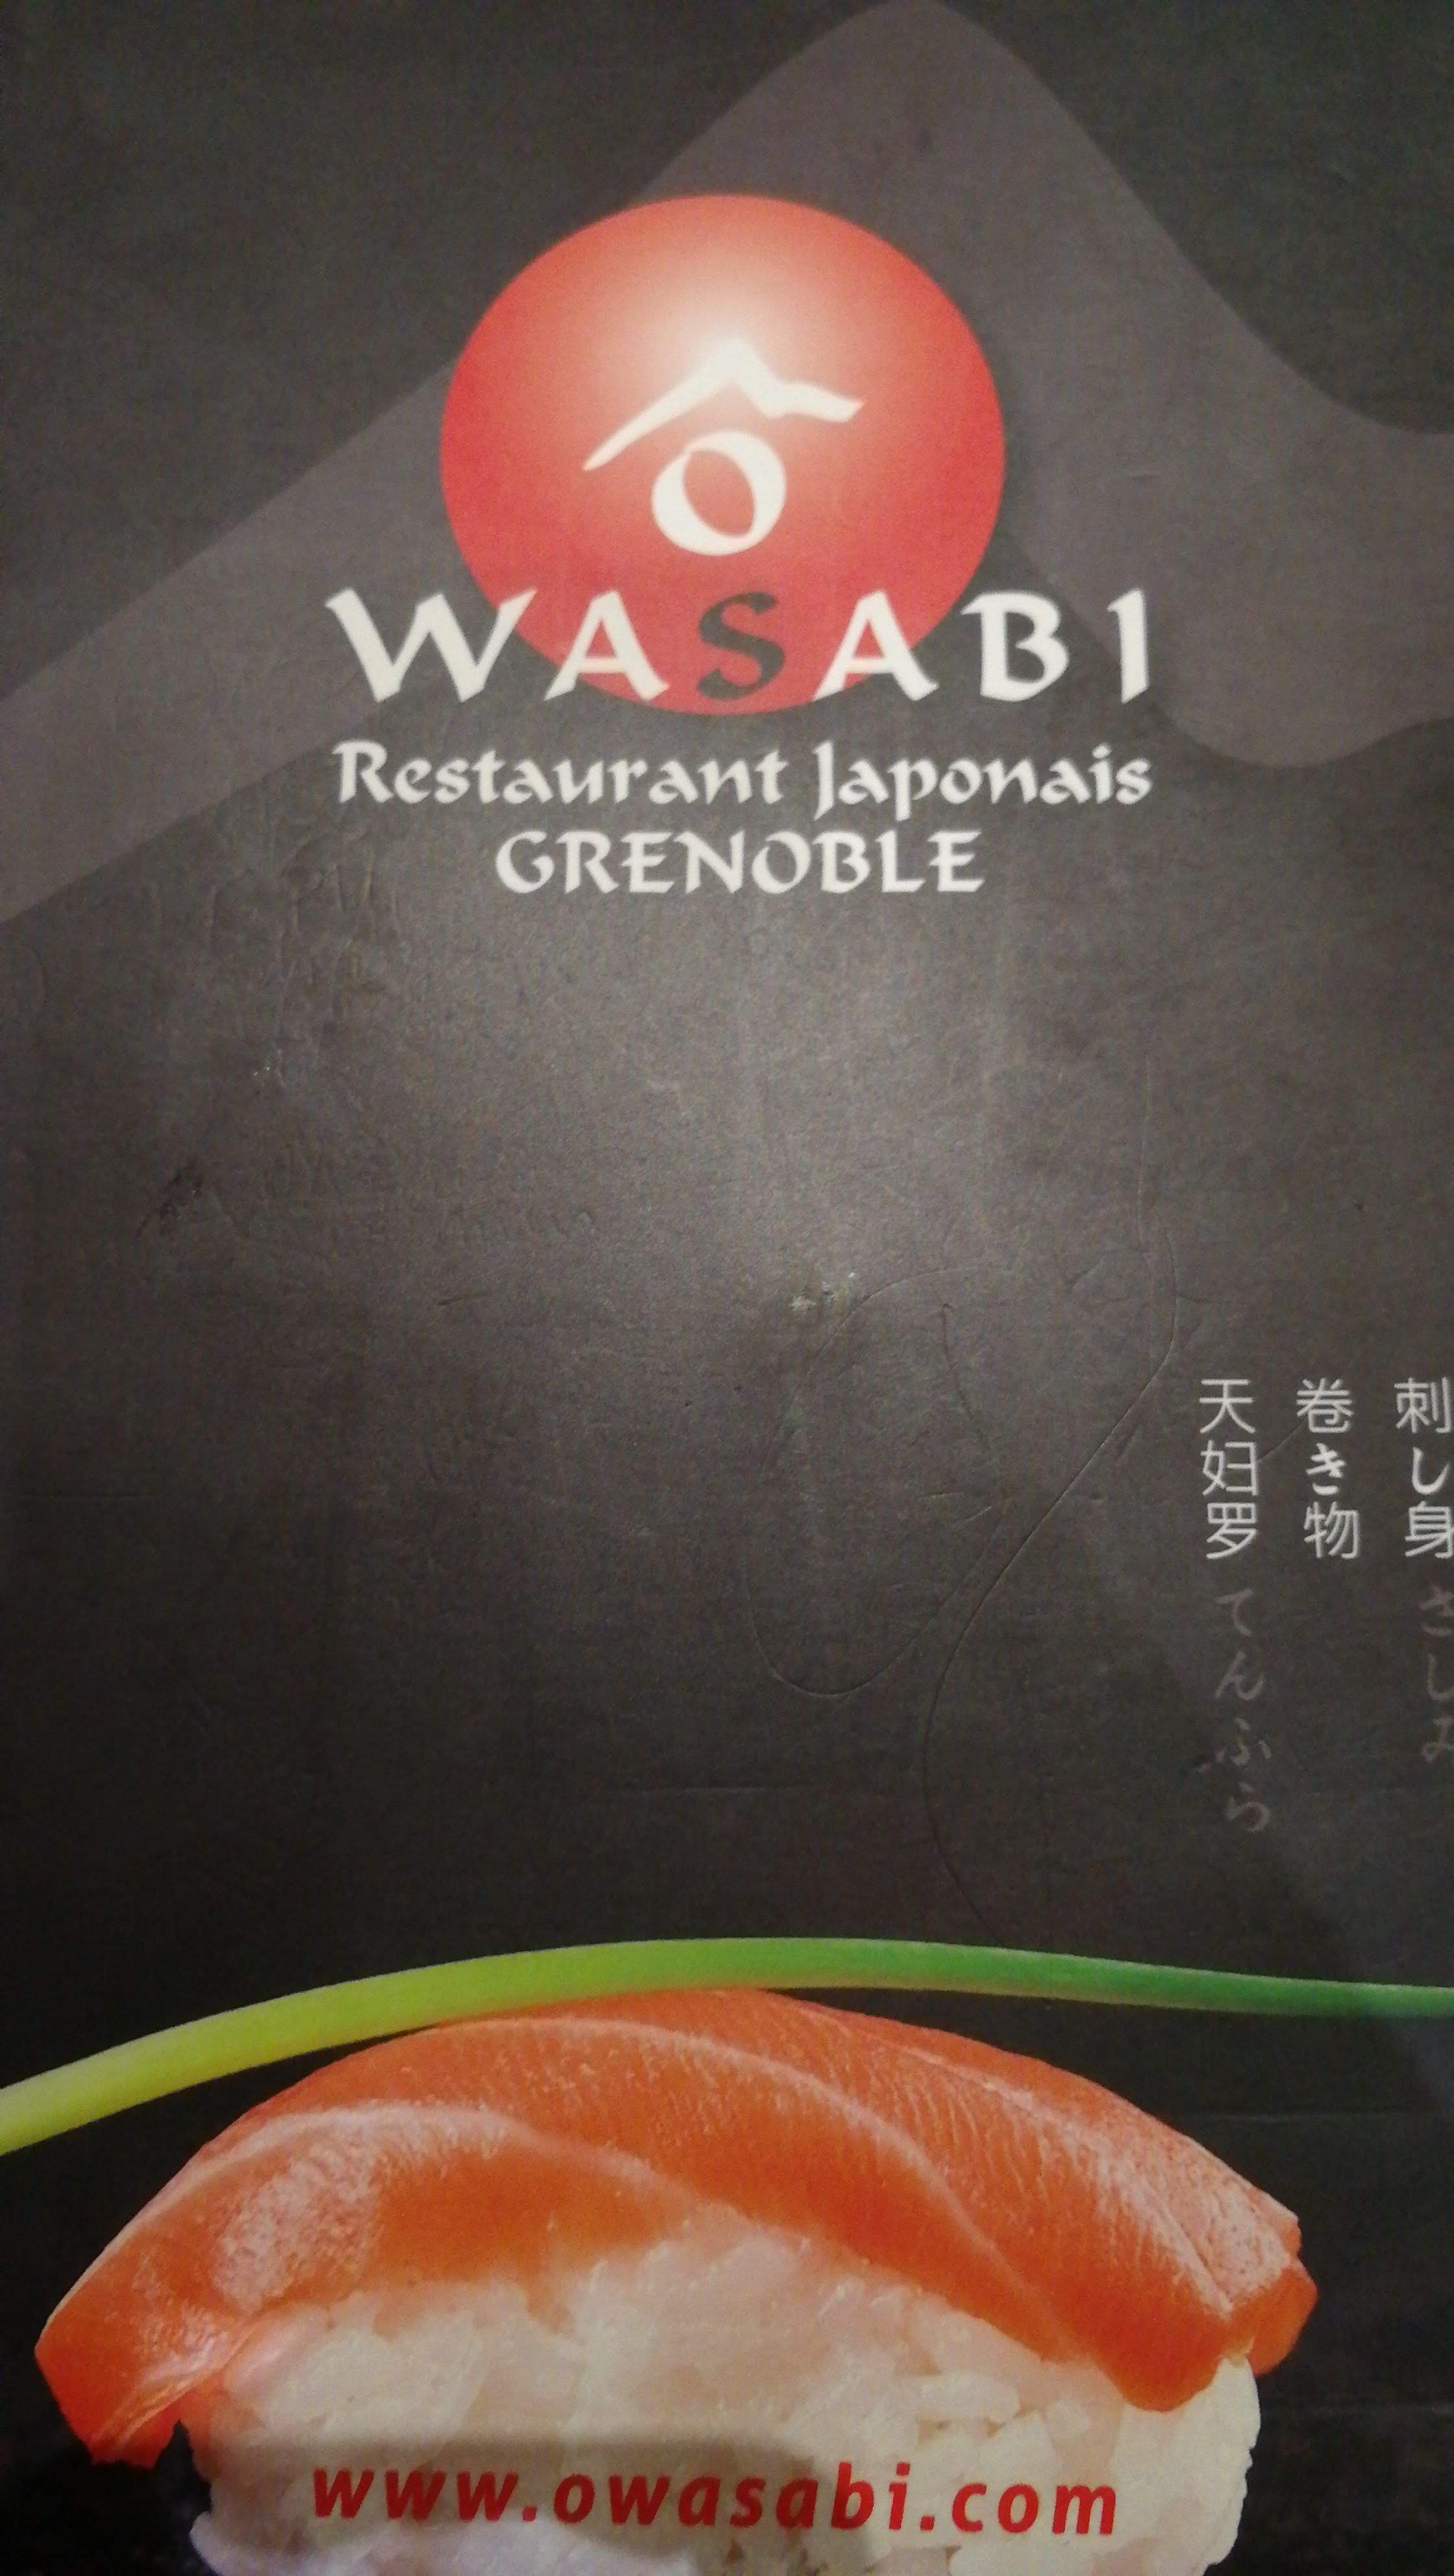 ô
WASABI
Restaurant Japonais
GRENOBLE
刺し身 さしみ
卷き物
天妇罗 てんぷら
www.owasabi.com